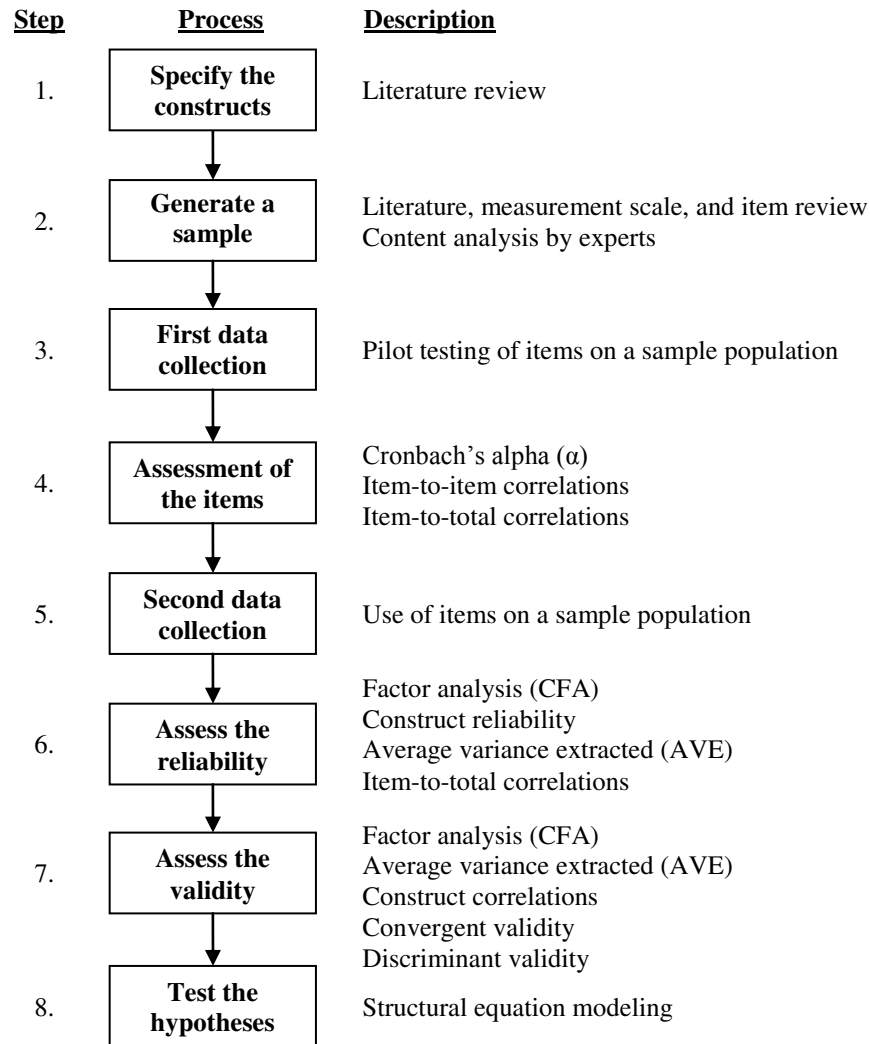 Step Process Description
1. Specify the
constructs
Literature review
2. Generate a
sample
Literature, measurement scale, and item review
Content analysis by experts
3. First data
collection
Pilot testing of items on a sample population
4. Assessment of
the items
Cronbach’s alpha (α)
Item-to-item correlations
Item-to-total correlations
5. Second data
collection
Use of items on a sample population
6. Assess the
reliability
Factor analysis (CFA)
Construct reliability
Average variance extracted (AVE)
Item-to-total correlations
7. Assess the
validity
Factor analysis (CFA)
Average variance extracted (AVE)
Construct correlations
Convergent validity
Discriminant validity
8. Test the
hypotheses
Structural equation modeling